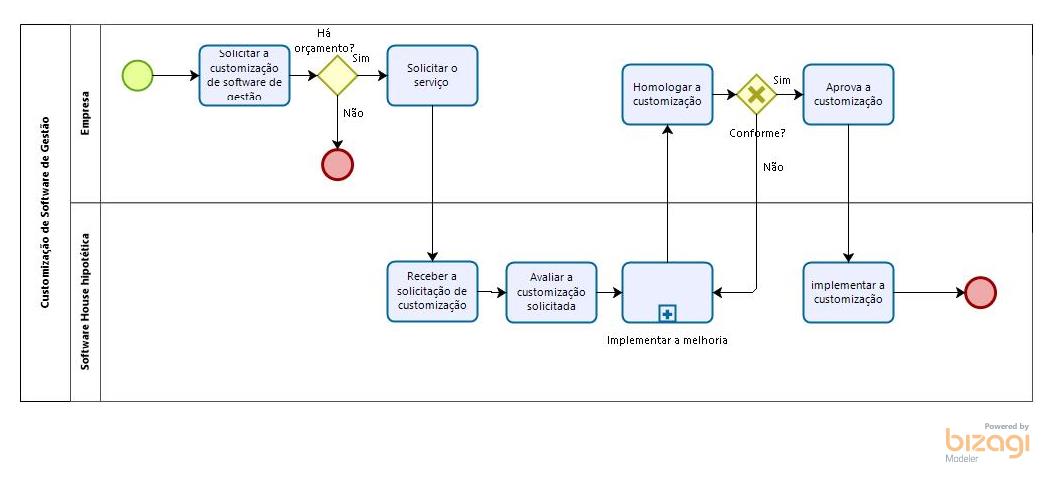 Customização de Software de Gestão
Empresa
Solicitar a
customização
de software de
gestão
Há
orçamento?
Sim
Não
Solicitar o
serviço
Homologar a
customização
Conforme?
Sim
Não
Aprova a
customização
Software House hipotética
Receber a
solicitação de
customização
Avaliar a
customização
solicitada
Implementar a melhoria
implementar a
customização
Powered by
bizagi
Modeler